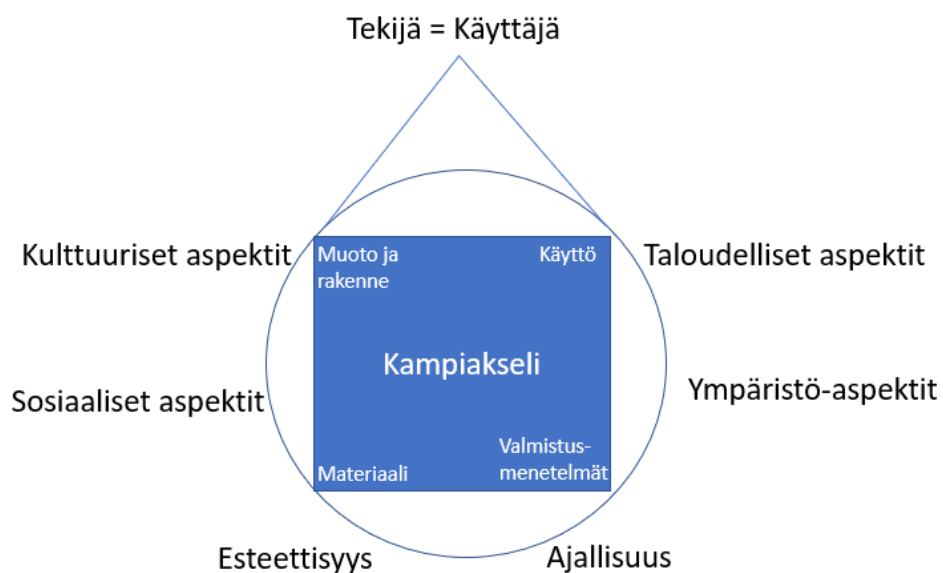 Tekijä = Käyttäjä
Kulttuuriset aspektit
Muoto ja
rakenne
Käyttö
Taloudelliset aspektit
Kampiakseli
Sosiaaliset aspektit
Ympäristö-aspektit
Materiaali
Valmistus-
menetelmät
Esteettisyys
Ajallisuus